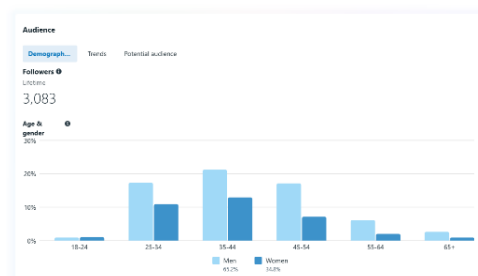 Audience
Demograph... Trends Potential audience
Followers
Lifetime
3,083
Age &
gender
30%
20%
10%
0%
18-24 25-34 35-44 45-54 55-64 65+
Men Women
65.2% 34.8%